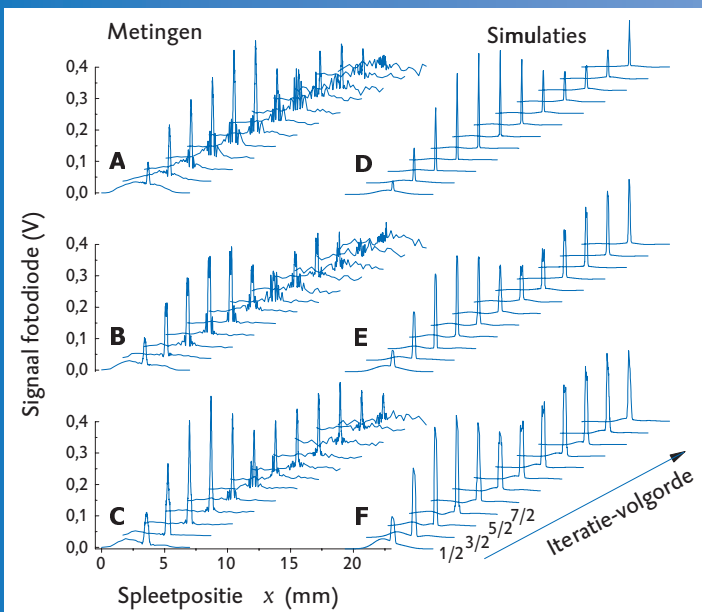 Metingen
Simulaties
Signaal fotodiode (V)
0,4
0,3
0,2
0,1
0,0
A
D
0,4
0,3
0,2
0,1
0,0
B
E
0,4
0,3
0,2
0,1
0,0
C
F
1/2 3/2 5/2 7/2
Iteratie-volgorde
0 5 10 15 20
Spleetpositie x (mm)